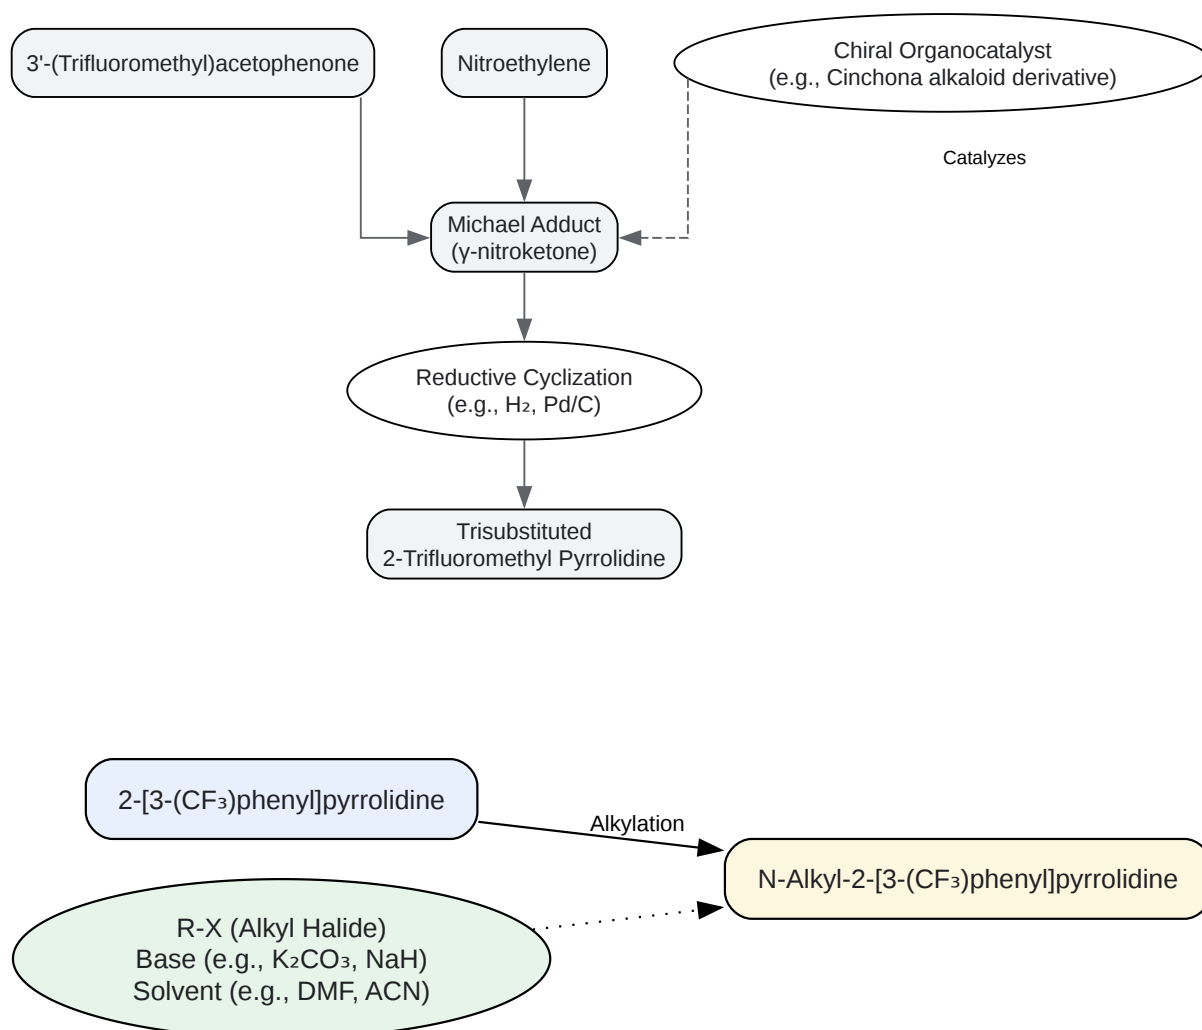 3'-(Trifluoromethyl)acetophenone
Nitroethylene
Chiral Organocatalyst
(e.g., Cinchona alkaloid derivative)
Catalyzes
Michael Adduct
(γ-nitroketone)
Reductive Cyclization
(e.g., H₂, Pd/C)
Trisubstituted
2-Trifluoromethyl Pyrrolidine
2-[3-(CF₃)phenyl]pyrrolidine
Alkylation
N-Alkyl-2-[3-(CF₃)phenyl]pyrrolidine
R-X (Alkyl Halide)
Base (e.g., K₂CO₃, NaH)
Solvent (e.g., DMF, ACN)